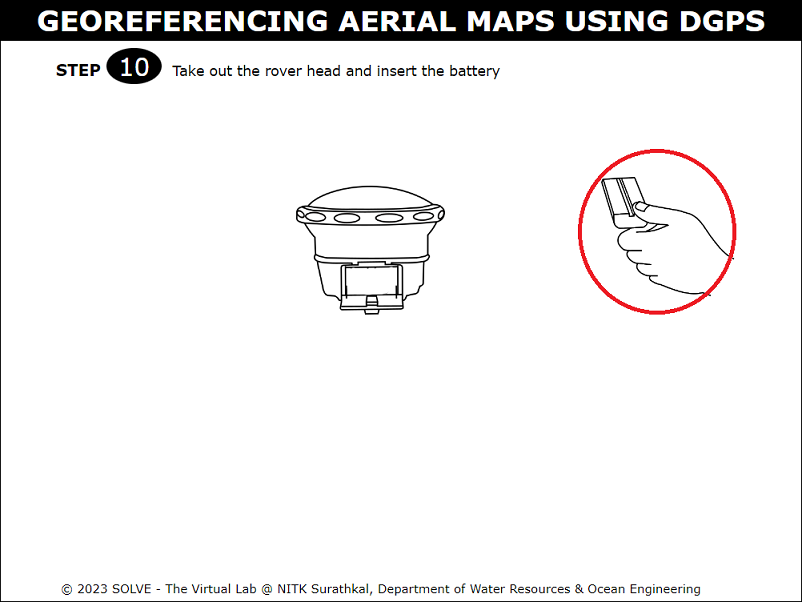 GEOREFERENCING AERIAL MAPS USING DGPS
STEP 10 Take out the rover head and insert the battery
© 2023 SOLVE - The Virtual Lab @ NITK Surathkal, Department of Water Resources & Ocean Engineering